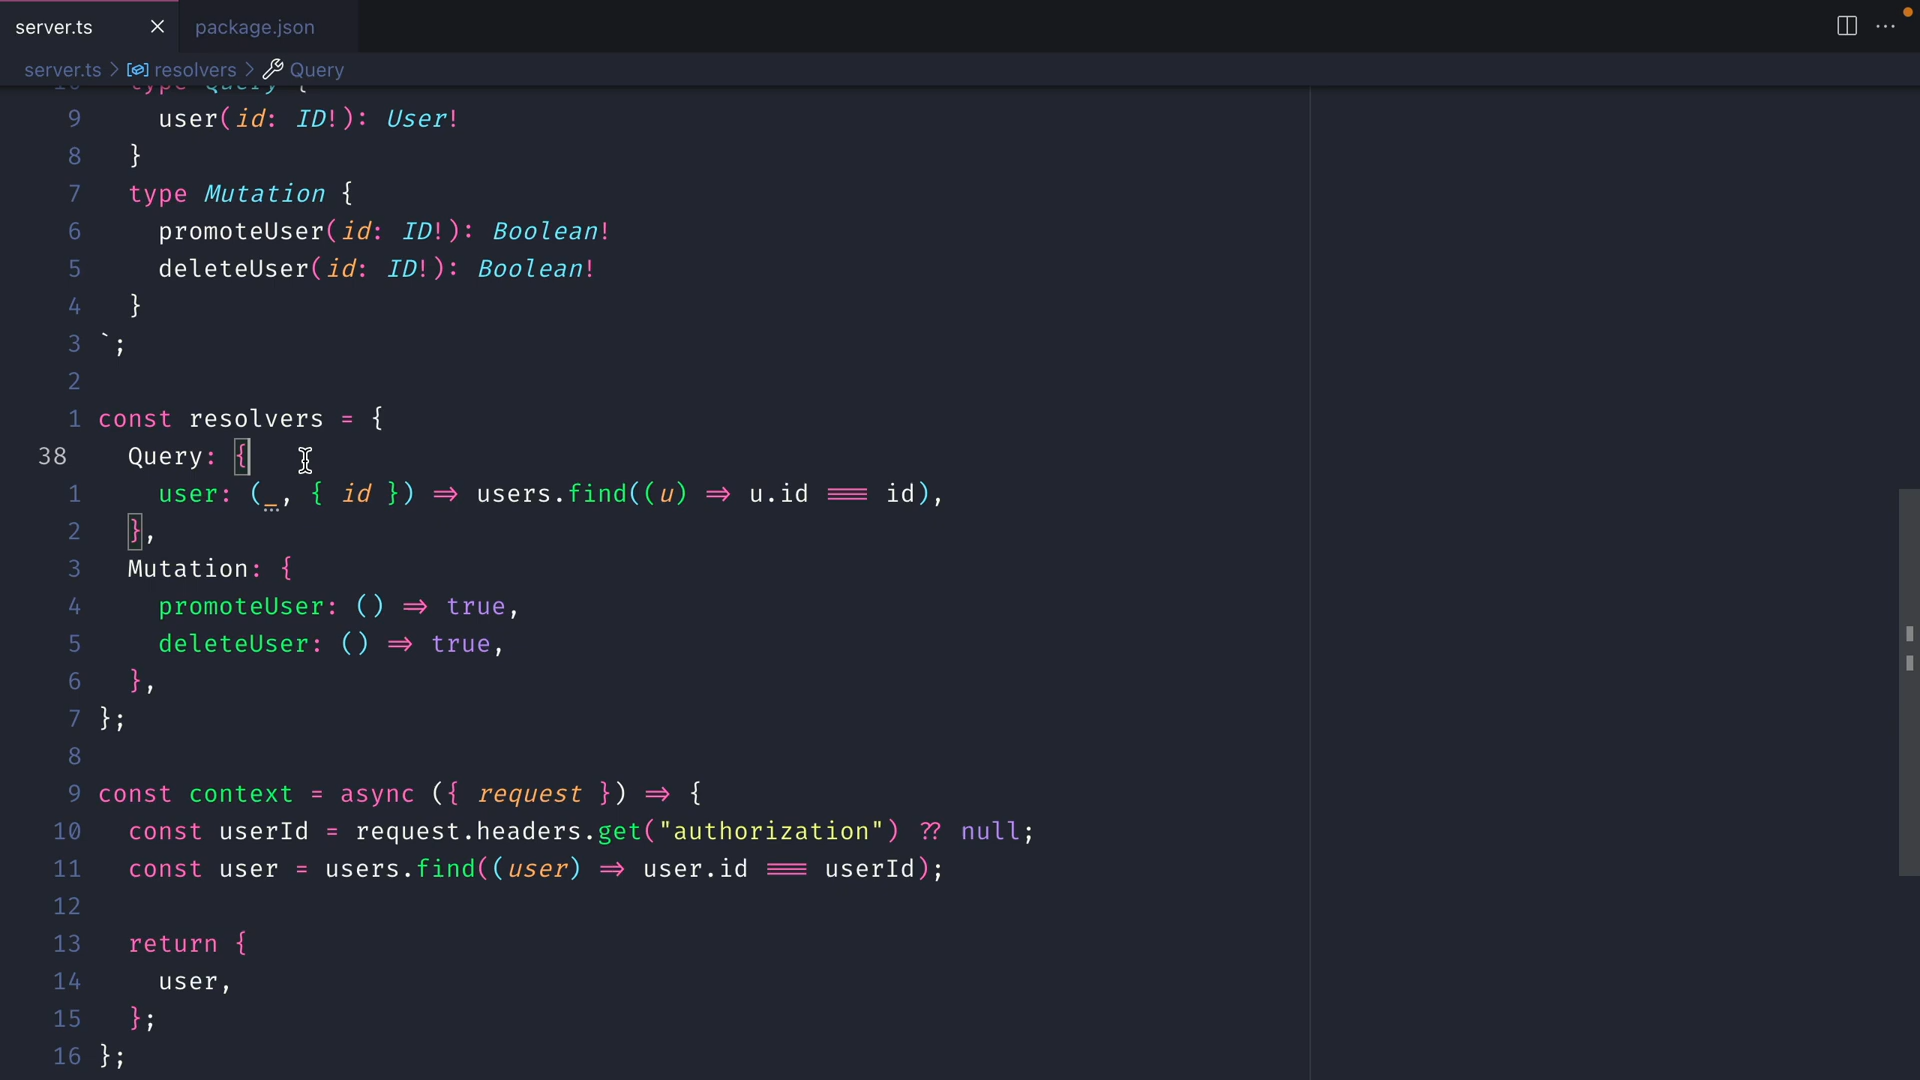 server.ts
package.json
server.ts > resolvers > Query
10 type Query {
9 user(id: ID!): User!
8 }
7 type Mutation {
6 promoteUser(id: ID!): Boolean!
5 deleteUser(id: ID!): Boolean!
4 }
3 `;
2
1 const resolvers = {
38 Query: {
1 user: (_, { id }) => users.find((u) => u.id === id),
2 },
3 Mutation: {
4 promoteUser: () => true,
5 deleteUser: () => true,
6 },
7 };
8
9 const context = async ({ request }) => {
10 const userId = request.headers.get("authorization") ?? null;
11 const user = users.find((user) => user.id === userId);
12
13 return {
14 user,
15 };
16 };